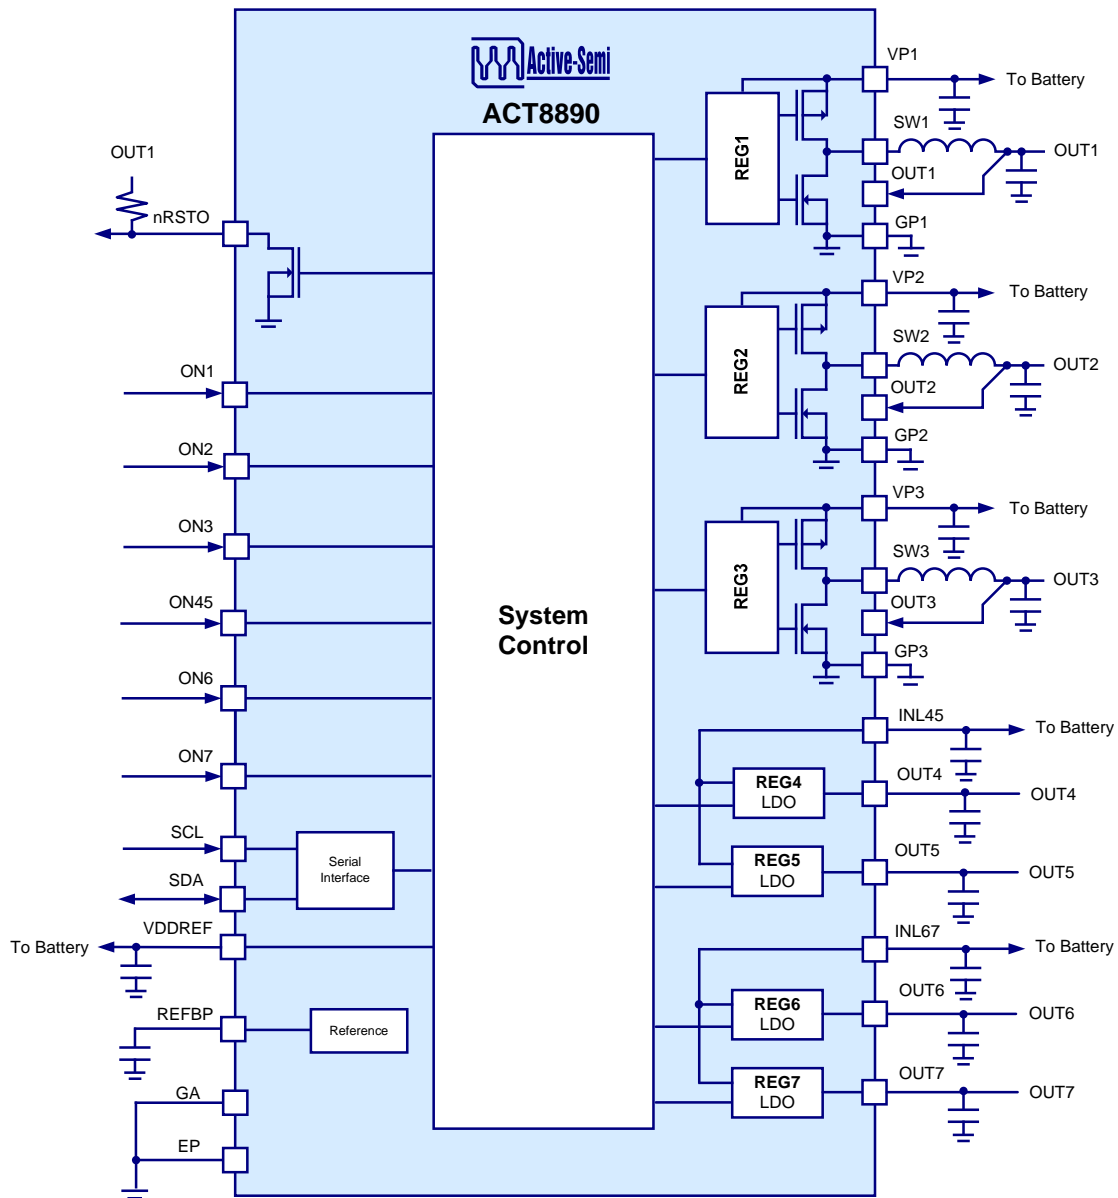 Active-Semi
ACT8890
OUT1
nRSTO
ON1
ON2
ON3
ON45
ON6
ON7
SCL
SDA
Serial
Interface
VDDREF
To Battery
REFBP
Reference
GA
EP
System
Control
REG1
VP1
To Battery
SW1
OUT1
OUT1
GP1
REG2
VP2
To Battery
SW2
OUT2
OUT2
GP2
REG3
VP3
To Battery
SW3
OUT3
OUT3
GP3
INL45
To Battery
REG4
LDO
OUT4
OUT4
REG5
LDO
OUT5
OUT5
INL67
To Battery
REG6
LDO
OUT6
OUT6
REG7
LDO
OUT7
OUT7